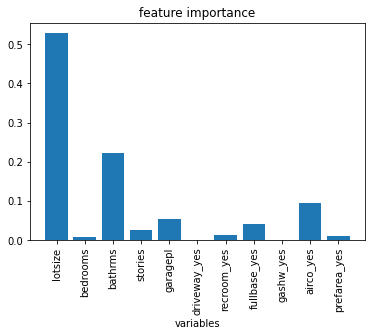 feature importance
0.5
0.4
0.3
0.2
0.1
0.0
lotsize
bedrooms
bathrms
stories
garagepl
driveway_yes
recroom_yes
fullbase_yes
gashw_yes
airco_yes
prefarea_yes
variables